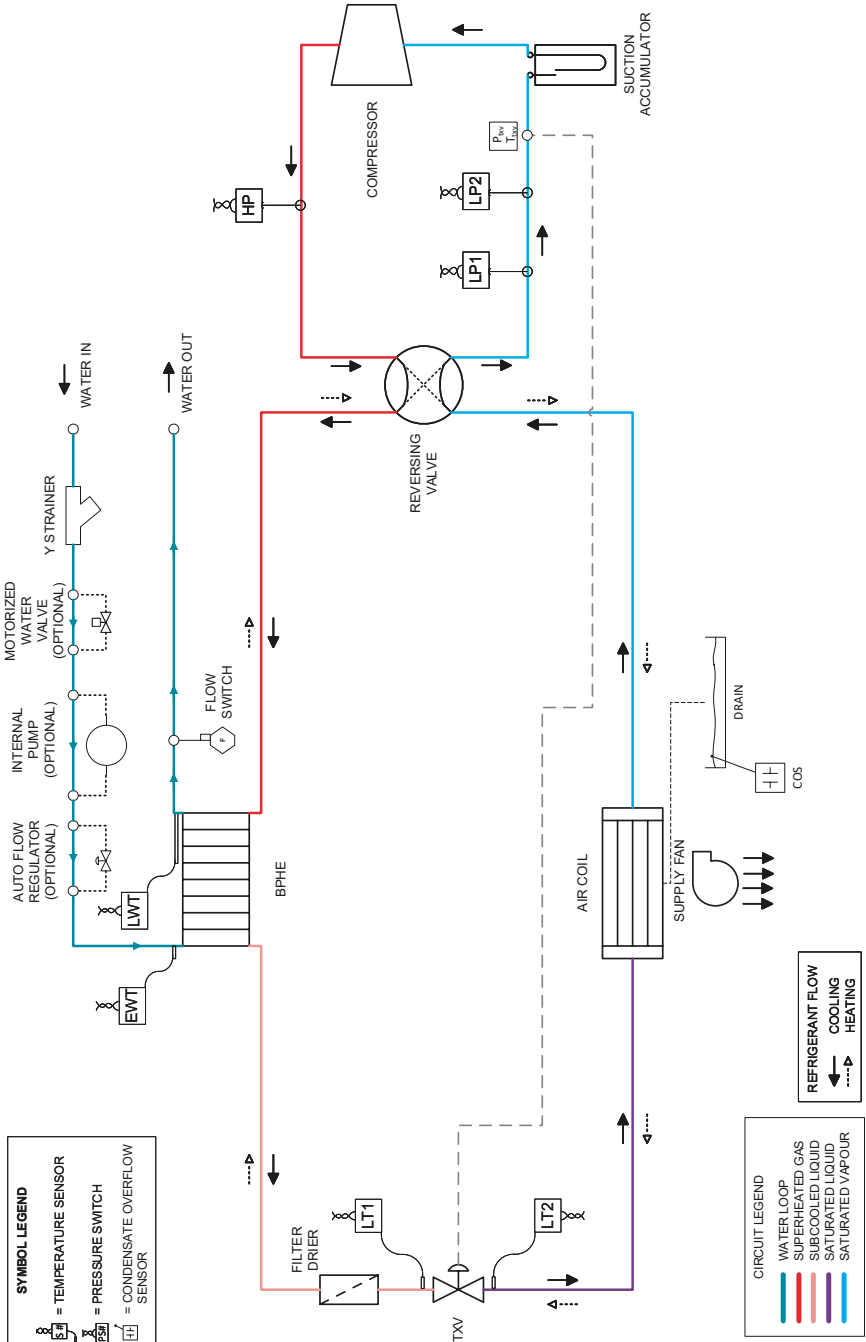 SYMBOL LEGEND
S #
= TEMPERATURE SENSOR
PS#
= PRESSURE SWITCH
= CONDENSATE OVERFLOW
SENSOR
EWT
LWT
AUTO FLOW
REGULATOR
(OPTIONAL)
INTERNAL
PUMP
(OPTIONAL)
MOTORIZED
WATER
VALVE
(OPTIONAL)
Y STRAINER
WATER IN
WATER OUT
F
FLOW
SWITCH
BPHE
HP
COMPRESSOR
SUCTION
ACCUMULATOR
LP1
LP2
Ptxv
Ttxv
REVERSING
VALVE
FILTER
DRIER
LT1
TXV
LT2
AIR COIL
SUPPLY FAN
DRAIN
COS
CIRCUIT LEGEND
WATER LOOP
SUPERHEATED GAS
SUBCOOLED LIQUID
SATURATED LIQUID
SATURATED VAPOUR
REFRIGERANT FLOW
COOLING
HEATING